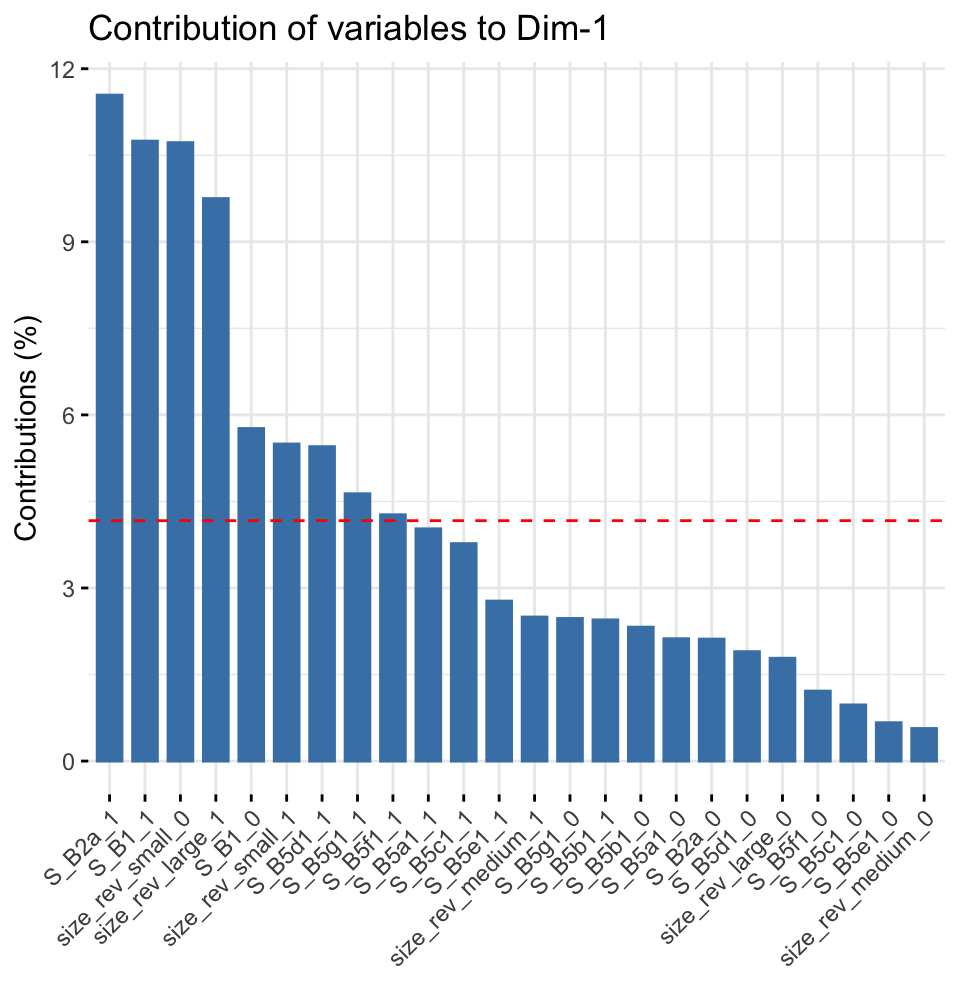 Contribution of variables to Dim-1
Contributions (%)
12
9
6
3
0
S_B2a_1
S_B1_1
size_rev_small_0
size_rev_large_1
S_B1_0
size_rev_small_1
S_B5d1_1
S_B5g1_1
S_B5f1_1
S_B5a1_1
S_B5c1_1
S_B5e1_1
size_rev_medium_1
S_B5g1_0
S_B5b1_1
S_B5b1_0
S_B5a1_0
S_B2a_0
S_B5d1_0
size_rev_large_0
S_B5f1_0
S_B5c1_0
S_B5e1_0
size_rev_medium_0